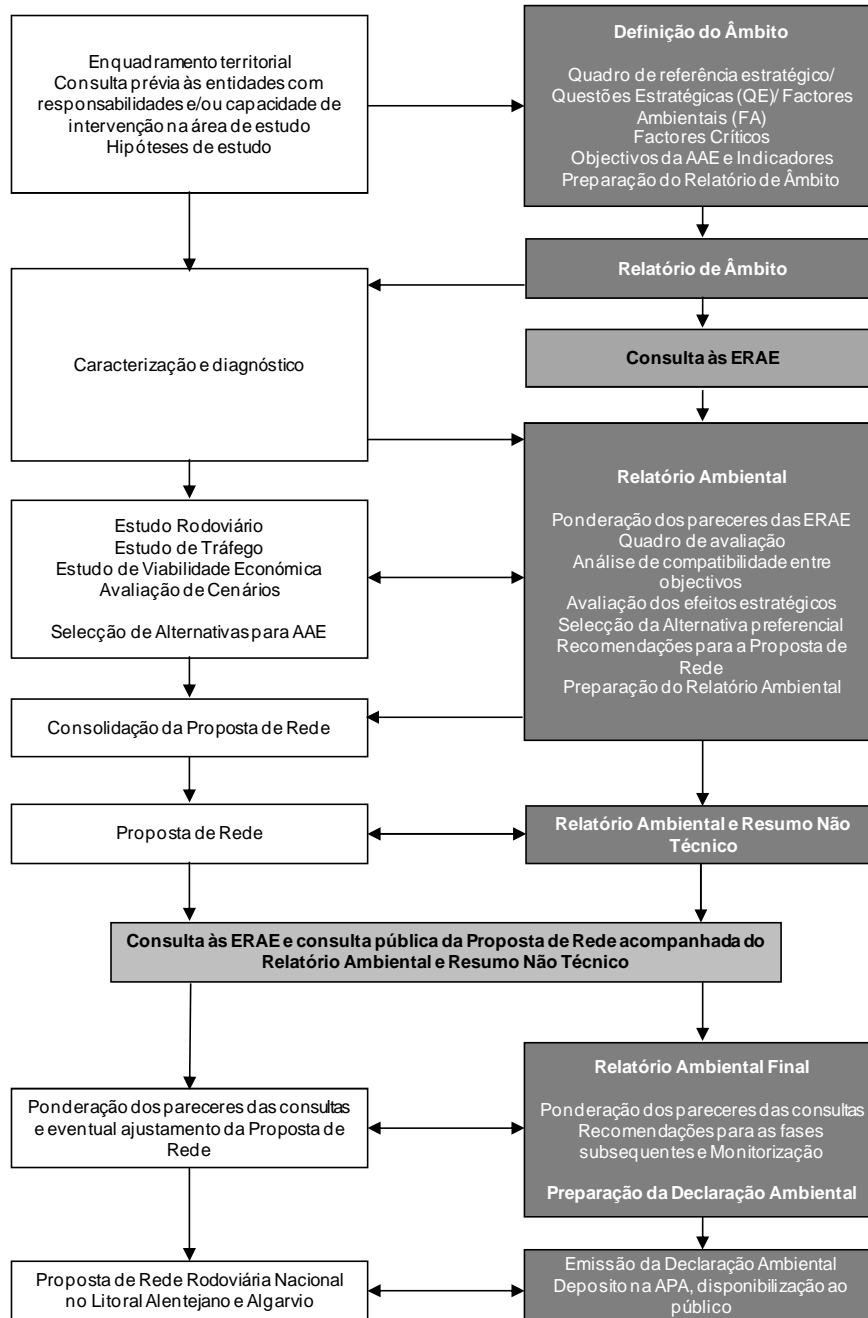 Enquadramento territorial
Consulta prévia às entidades com
responsabilidades e/ou capacidade de
intervenção na área de estudo
Hipóteses de estudo
Definição do Âmbito
Quadro de referência estratégico/
Questões Estratégicas (QE)/ Factores
Ambientais (FA)
Factores Críticos
Objectivos da AAE e Indicadores
Preparação do Relatório de Âmbito
Relatório de Âmbito
Caracterização e diagnóstico
Consulta às ERAE
Relatório Ambiental
Ponderação dos pareceres das ERAE
Quadro de avaliação
Análise de compatibilidade entre
objectivos
Avaliação dos efeitos estratégicos
Selecção da Alternativa preferencial
Recomendações para a Proposta de
Rede
Preparação do Relatório Ambiental
Estudo Rodoviário
Estudo de Tráfego
Estudo de Viabilidade Económica
Avaliação de Cenários
Selecção de Alternativas para AAE
Consolidação da Proposta de Rede
Proposta de Rede
Relatório Ambiental e Resumo Não
Técnico
Consulta às ERAE e consulta pública da Proposta de Rede acompanhada do
Relatório Ambiental e Resumo Não Técnico
Ponderação dos pareceres das consultas
e eventual ajustamento da Proposta de
Rede
Relatório Ambiental Final
Ponderação dos pareceres das consultas
Recomendações para as fases
subsequentes e Monitorização
Preparação da Declaração Ambiental
Proposta de Rede Rodoviária Nacional
no Litoral Alentejano e Algarvio
Emissão da Declaração Ambiental
Deposito na APA, disponibilização ao
público